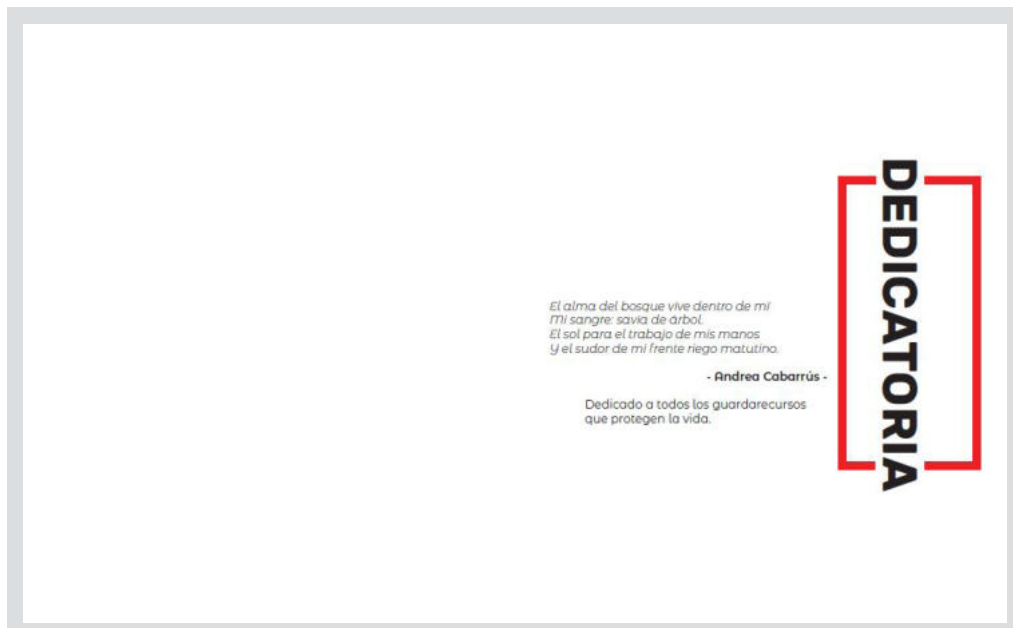 DEDICATORIA
El alma del bosque vive dentro de mí
Mi sangre: savia de árbol.
El sol para el trabajo de mis manos
Y el sudor de mi frente riego matutino.
- Andrea Cabarrús -
Dedicado a todos los guardarecursos
que protegen la vida.